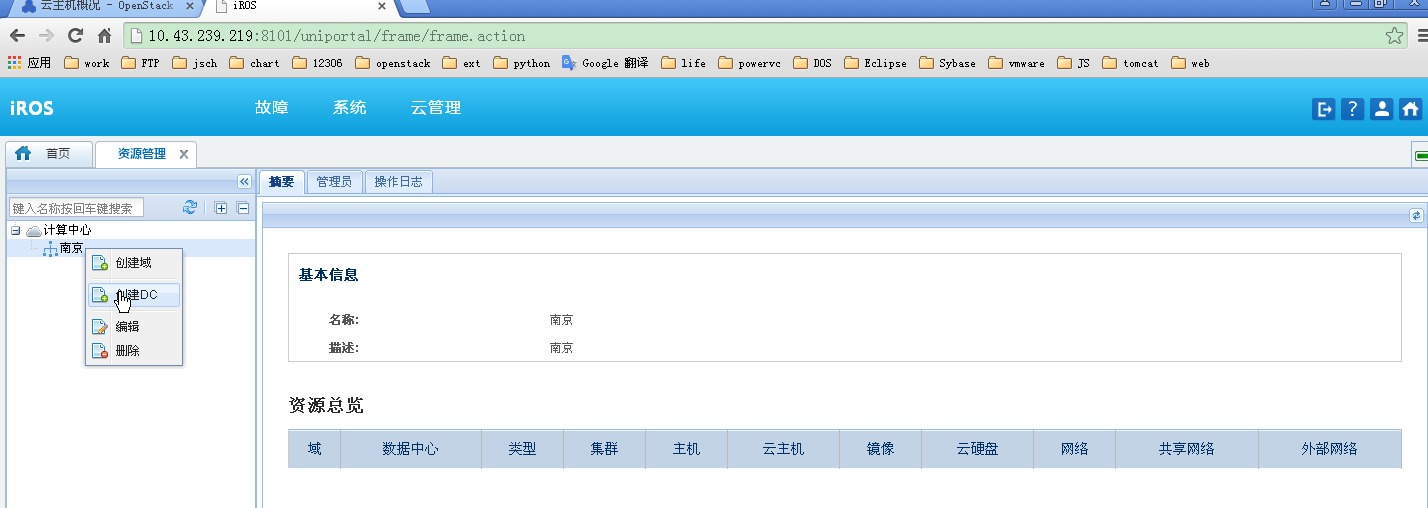 云主机概况 - OpenStack
iROS
10.43.239.219:8101/uniportal/frame/frame.action
应用 work FTP jsch chart 12306 openstack ext python Google 翻译 life powervc DOS Eclipse Sybase vmware JS tomcat web
iROS 故障 系统 云管理
首页 资源管理
摘要 管理员 操作日志
键入名称按回车键搜索
计算中心
南京
创建域
创建DC
编辑
删除
基本信息
名称: 南京
描述: 南京
资源总览
域 数据中心 类型 集群 主机 云主机 镜像 云硬盘 网络 共享网络 外部网络